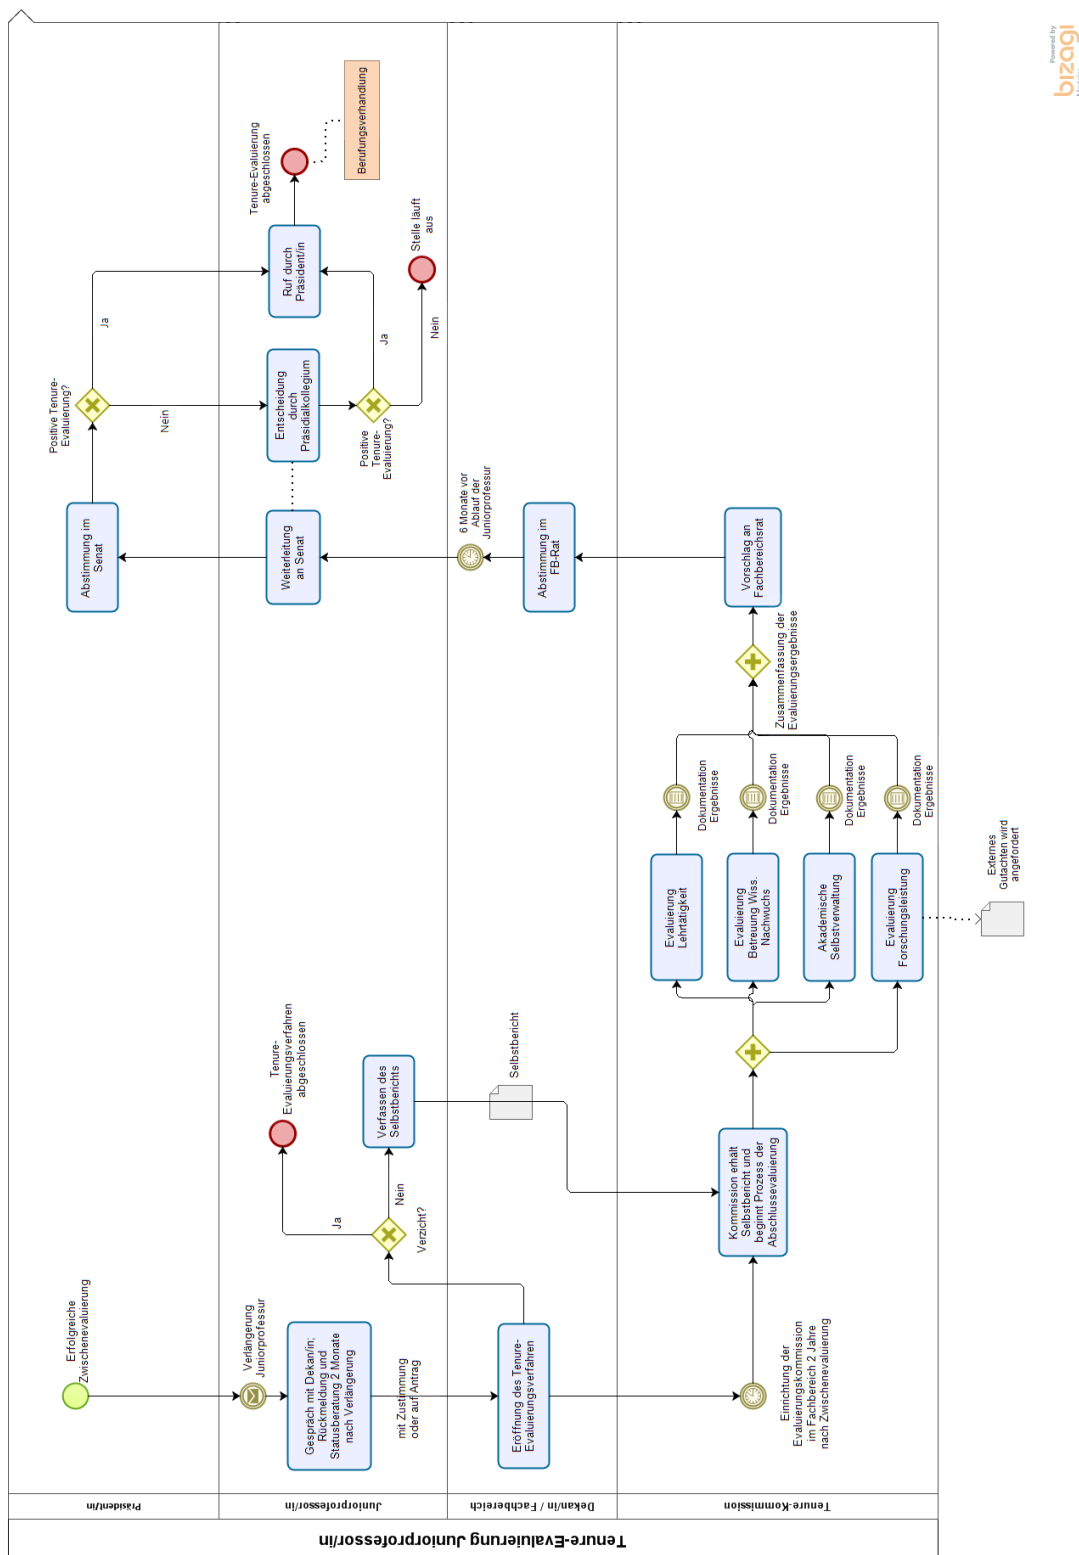 Tenure-Evaluierung Juniorprofessor/in
Präsident/in
Juniorprofessor/in
Dekan/in / Fachbereich
Tenure-Kommission
Erfolgreiche
Zwischenevaluierung
Verlängerung
Juniorprofessur
Gespräch mit Dekan/in;
Rückmeldung und
Statusberatung 2 Monate
nach Verlängerung
mit Zustimmung
oder auf Antrag
Eröffnung des Tenure-
Evaluierungsverfahren
Einrichtung der
Evaluierungskommission
im Fachbereich 2 Jahre
nach Zwischenevaluierung
Verzicht?
Ja
Nein
Tenure-
Evaluierungsverfahren
abgeschlossen
Verfassen des
Selbstberichts
Selbstbericht
Kommission erhält
Selbstbericht und
beginnt Prozess der
Abschlussevaluierung
Evaluierung
Lehrtätigkeit
Evaluierung
Betreuung Wiss.
Nachwuchs
Akademische
Selbstverwaltung
Evaluierung
Forschungsleistung
Externes
Gutachten wird
angefordert
Dokumentation
Ergebnisse
Dokumentation
Ergebnisse
Dokumentation
Ergebnisse
Dokumentation
Ergebnisse
Zusammenfassung der
Evaluierungsergebnisse
Vorschlag an
Fachbereichsrat
Abstimmung im
FB-Rat
6 Monate vor
Ablauf der
Juniorprofessur
Weiterleitung
an Senat
Abstimmung im
Senat
Positive Tenure-
Evaluierung?
Ja
Nein
Entscheidung
durch
Präsidialkollegium
Positive
Tenure-
Evaluierung?
Ja
Nein
Ruf durch
Präsident/in
Stelle läuft
aus
Tenure-Evaluierung
abgeschlossen
Berufungsverhandlung
Powered by
bizagi